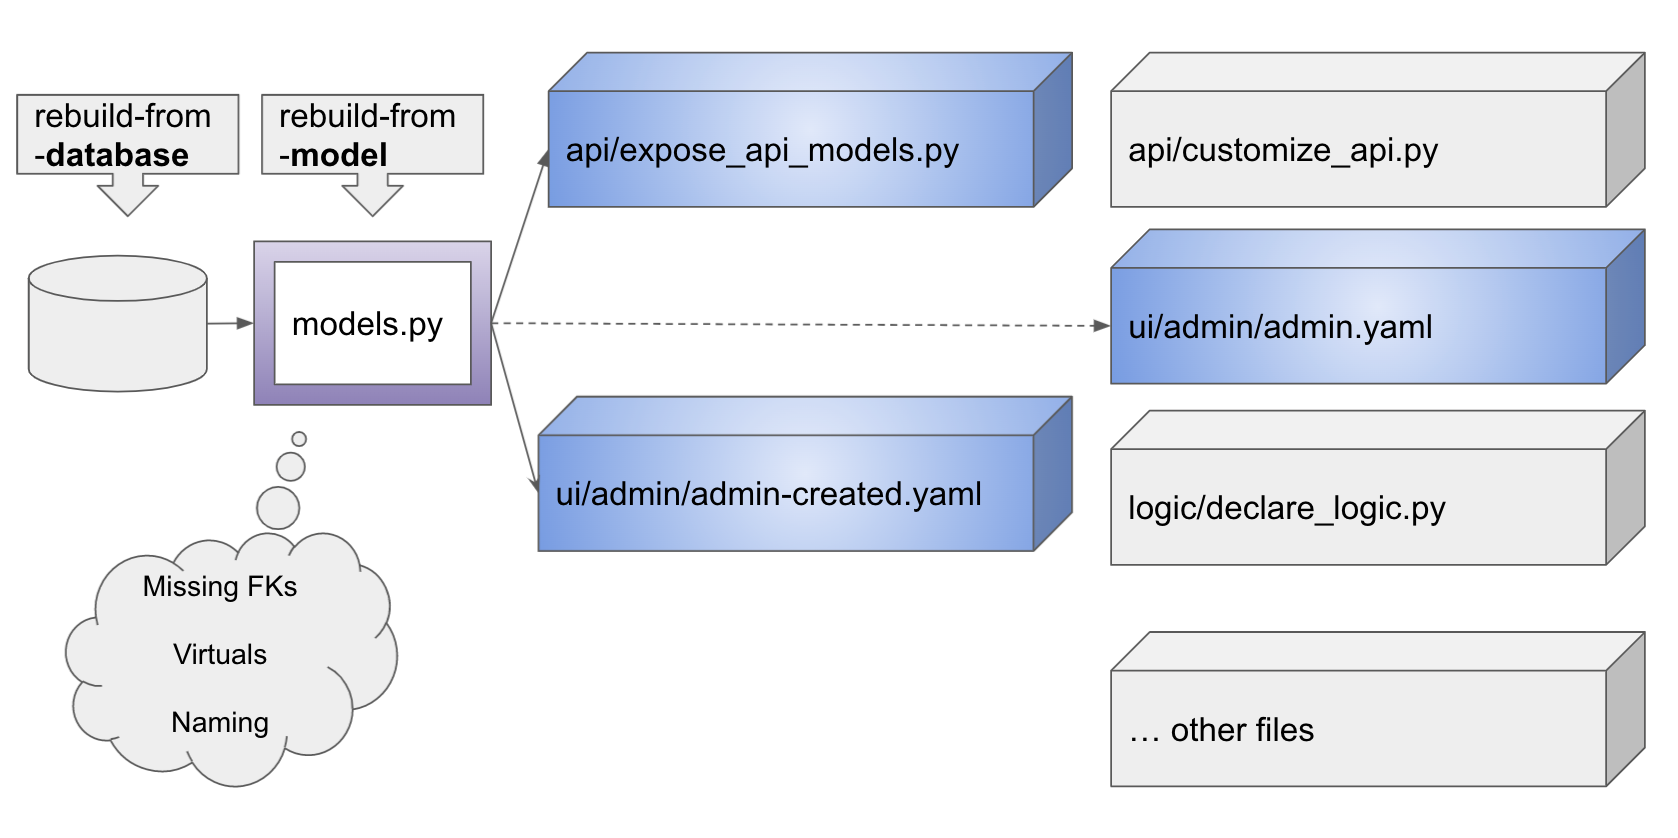 rebuild-from
-database
rebuild-from
-model
api/expose_api_models.py
api/customize_api.py
models.py
ui/admin/admin.yaml
ui/admin/admin-created.yaml
logic/declare_logic.py
Missing FKs
Virtuals
Naming
… other files